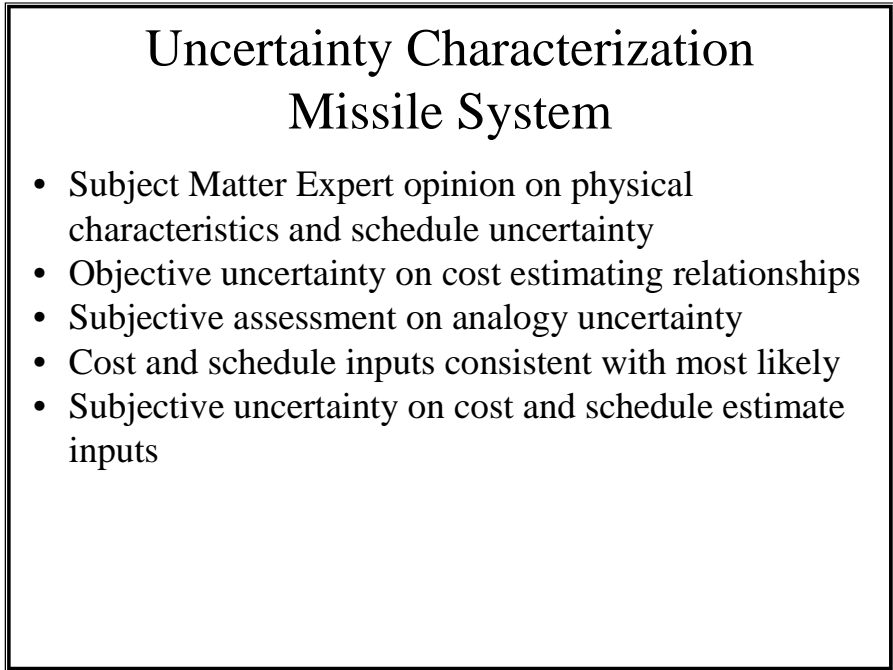 Uncertainty Characterization
Missile System
• Subject Matter Expert opinion on physical
characteristics and schedule uncertainty
• Objective uncertainty on cost estimating relationships
• Subjective assessment on analogy uncertainty
• Cost and schedule inputs consistent with most likely
• Subjective uncertainty on cost and schedule estimate
inputs